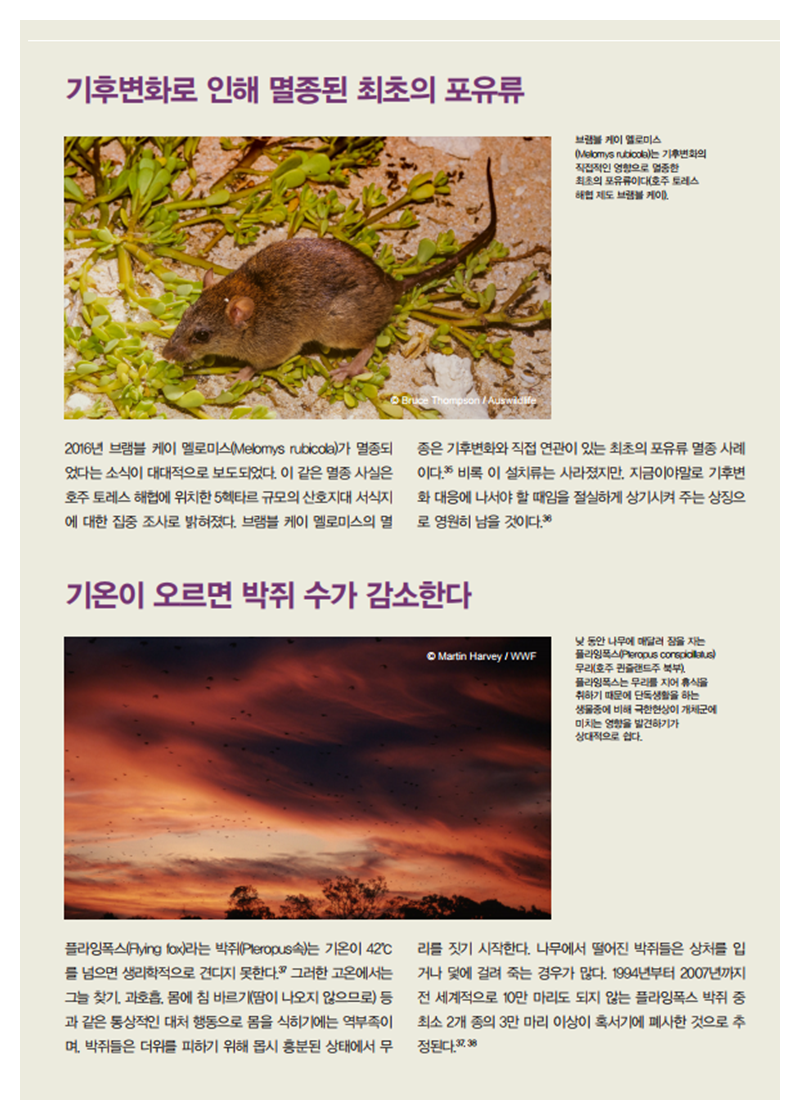 기후변화로 인해 멸종된 최초의 포유류
브램블 케이 멜로미스
(Melomys rubicola)는 기후변화의
직접적인 영향으로 멸종한
최초의 포유류이다(호주 토레스
해협 제도 브램블 케이).
© Bruce Thompson / Auswildlife
2016년 브램블 케이 멜로미스(Melomys rubicola)가 멸종되
었다는 소식이 대대적으로 보도되었다. 이 같은 멸종 사실은
호주 토레스 해협에 위치한 5헥타르 규모의 산호지대 서식지
에 대한 집중 조사로 밝혀졌다. 브램블 케이 멜로미스의 멸
종은 기후변화와 직접 연관이 있는 최초의 포유류 멸종 사례
이다.35 비록 이 설치류는 사라졌지만, 지금이야말로 기후변
화 대응에 나서야 할 때임을 절실하게 상기시켜 주는 상징으
로 영원히 남을 것이다.36
기온이 오르면 박쥐 수가 감소한다
© Martin Harvey / WWF
낮 동안 나무에 매달려 잠을 자는
플라잉폭스(Pteropus conspicillatus)
무리(호주 퀸즐랜드주 북부).
플라잉폭스는 무리를 지어 휴식을
취하기 때문에 단독생활을 하는
생물종에 비해 극한현상이 개체군에
미치는 영향을 발견하기가
상대적으로 쉽다.
플라잉폭스(Flying fox)라는 박쥐(Pteropus속)는 기온이 42℃
를 넘으면 생리학적으로 견디지 못한다.37 그러한 고온에서는
그늘 찾기, 과호흡, 몸에 침 바르기(땀이 나오지 않으므로) 등
과 같은 통상적인 대처 행동으로 몸을 식히기에는 역부족이
며, 박쥐들은 더위를 피하기 위해 몹시 흥분된 상태에서 무
리를 짓기 시작한다. 나무에서 떨어진 박쥐들은 상처를 입
거나 덫에 걸려 죽는 경우가 많다. 1994년부터 2007년까지
전 세계적으로 10만 마리도 되지 않는 플라잉폭스 박쥐 중
최소 2개 종의 3만 마리 이상이 혹서기에 폐사한 것으로 추
정된다.37, 38